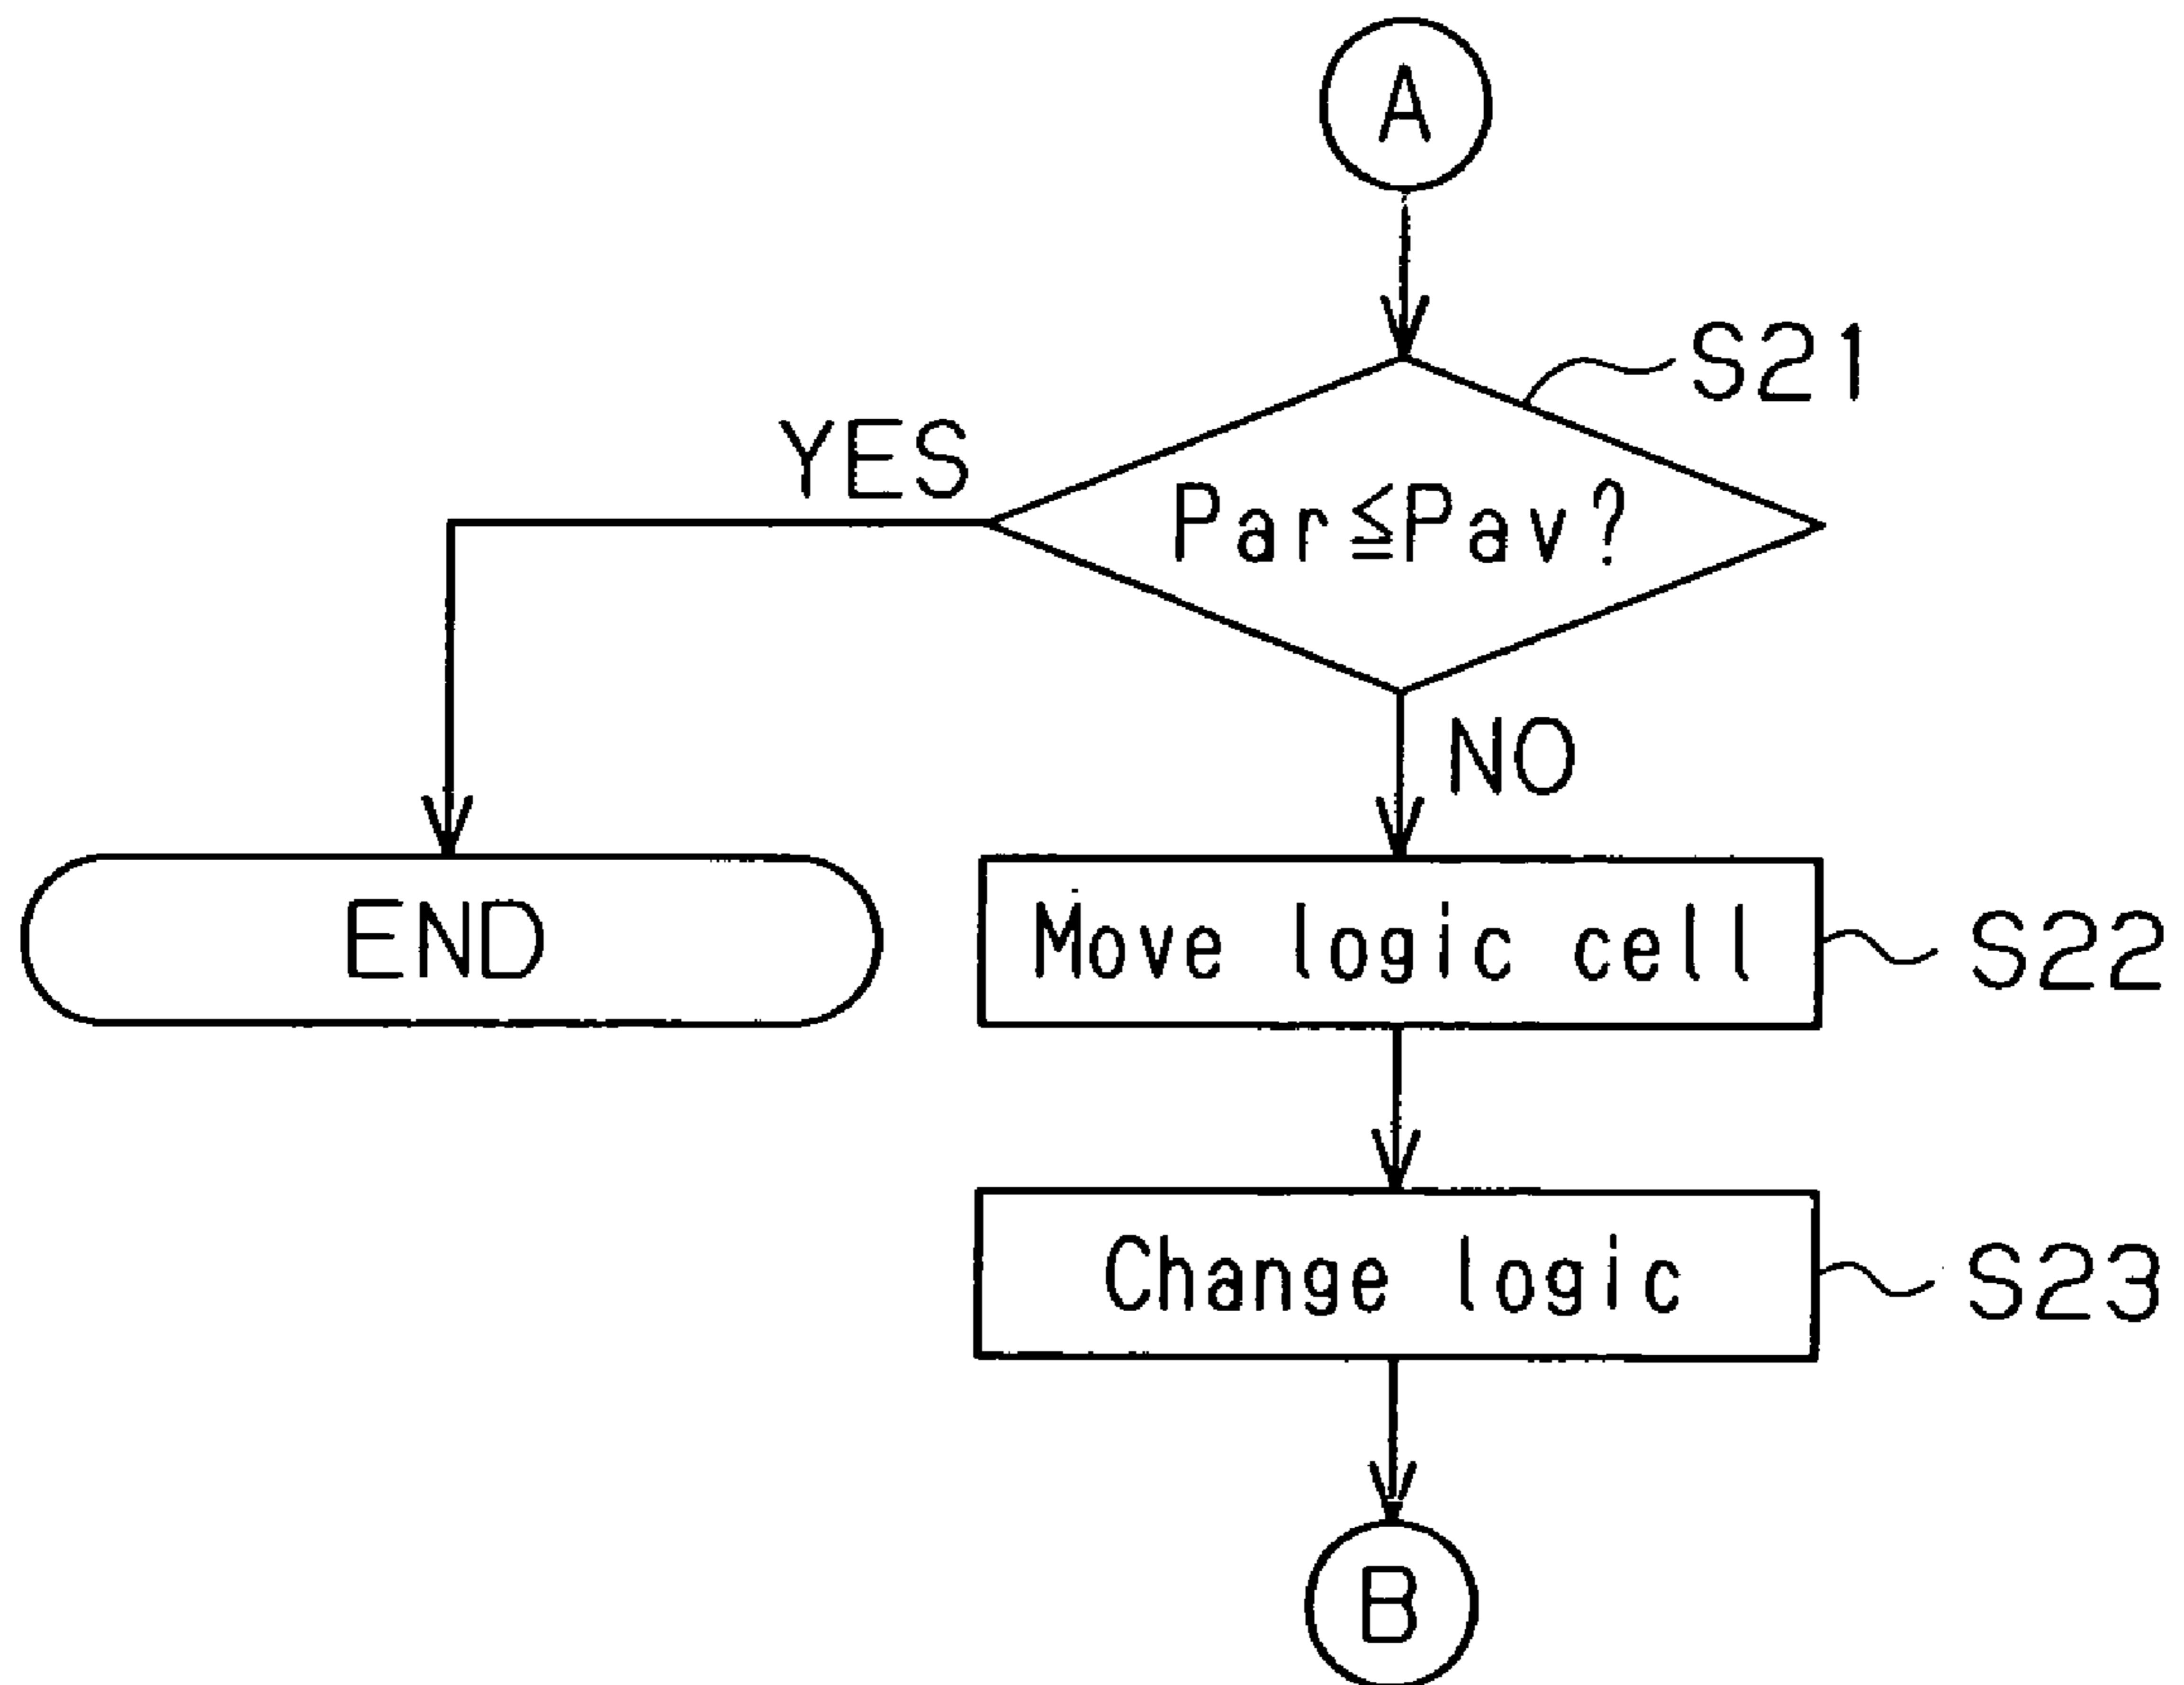 A
S21
YES
Par≦Pav?
NO
END
Move logic cell
S22
Change logic
S23
B